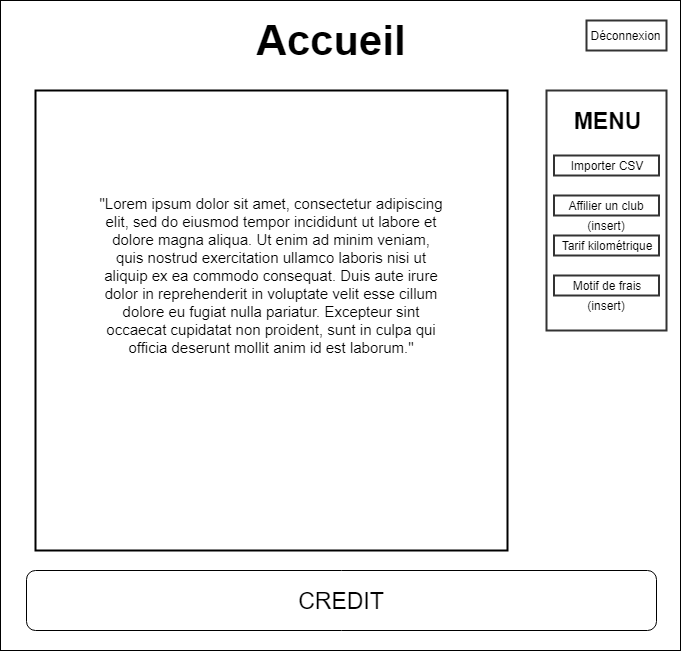 Accueil
Déconnexion
"Lorem ipsum dolor sit amet, consectetur adipiscing
elit, sed do eiusmod tempor incididunt ut labore et
dolore magna aliqua. Ut enim ad minim veniam,
quis nostrud exercitation ullamco laboris nisi ut
aliquip ex ea commodo consequat. Duis aute irure
dolor in reprehenderit in voluptate velit esse cillum
dolore eu fugiat nulla pariatur. Excepteur sint
occaecat cupidatat non proident, sunt in culpa qui
officia deserunt mollit anim id est laborum."
MENU
Importer CSV
Affilier un club
(insert)
Tarif kilométrique
Motif de frais
(insert)
CREDIT